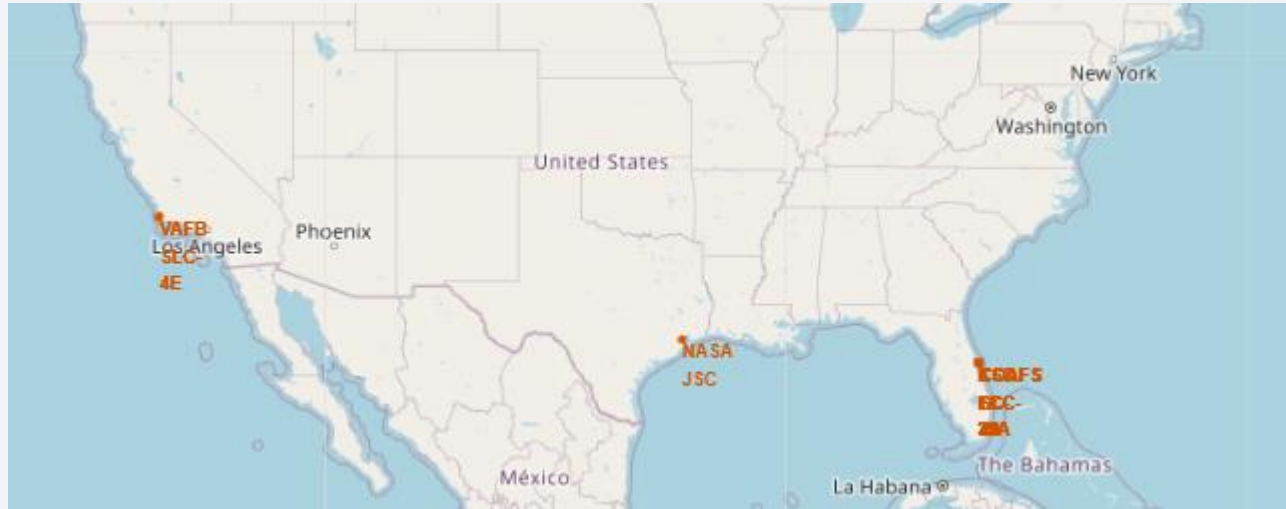 New York
Washington
United States
VAFB
SLC-
4E
Los Angeles
Phoenix
NASA
JSC
The Bahamas
México
La Habana